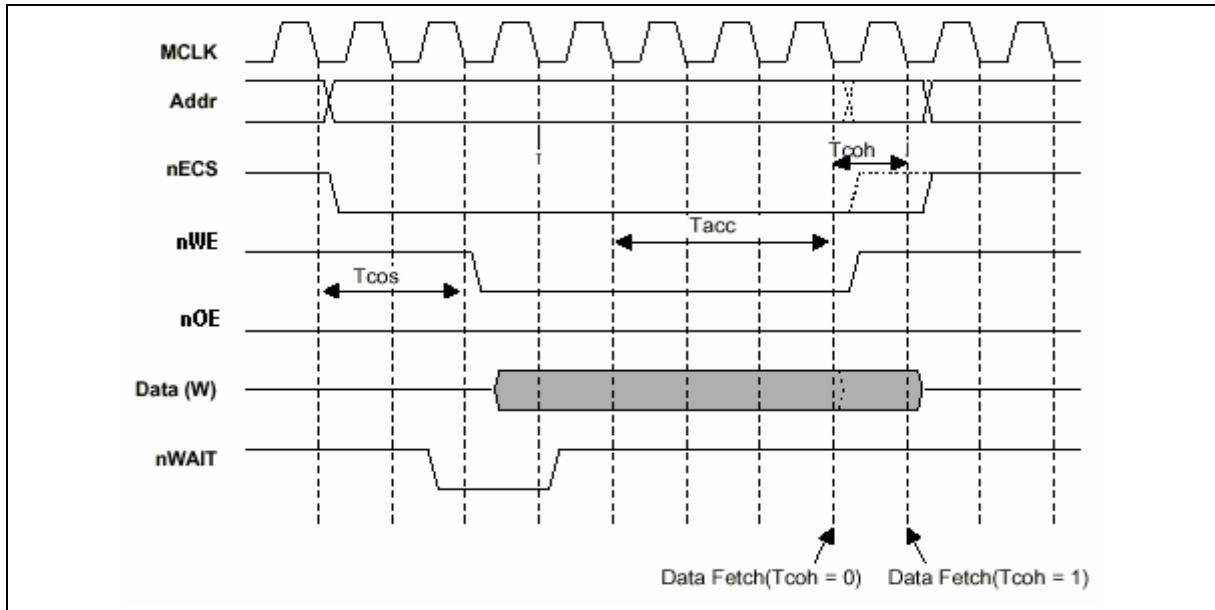 MCLK
Addr
T
Tcoh
nECS
nWE
Tacc
Tcos
nOE
Data (W)
nWAIT
Data Fetch(Tcoh = 0) Data Fetch(Tcoh = 1)